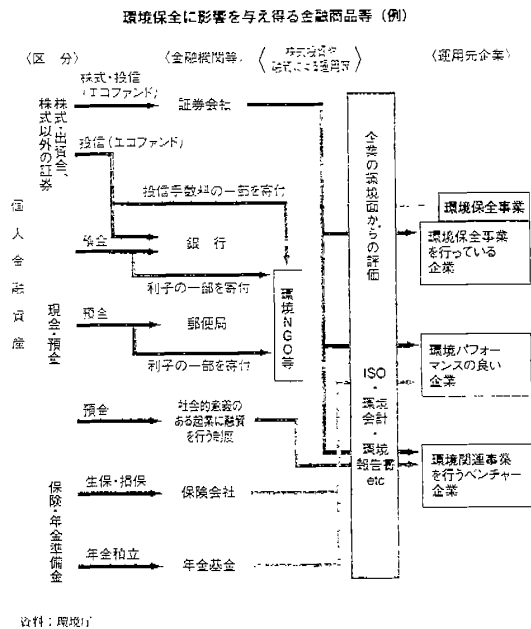 環境保全に影響を与え得る金融商品等（例）
〈区　分〉
〈金融機関等〉
〈運用先企業〉
個人金融資産
株式・出資金、
株式以外の証券
株式・投信
（エコファンド）
証券会社
投信（エコファンド）
投信手数料の一部を寄付
預金
銀　行
利子の一部を寄付
現金・預金
預金
郵便局
利子の一部を寄付
環境ＮＧＯ等
預金
社会的意義の
ある起業に融資
を行う制度
保険・年金準備金
生保・損保
保険会社
年金積立
年金基金
企業の環境面からの評価
ISO
・
環境
会計
・
環境
報告書
etc
環境保全事業
環境保全事業
を行っている
企業
環境パフォー
マンスの良い
企業
環境関連事業
を行うベンチャー
企業
資料：環境庁